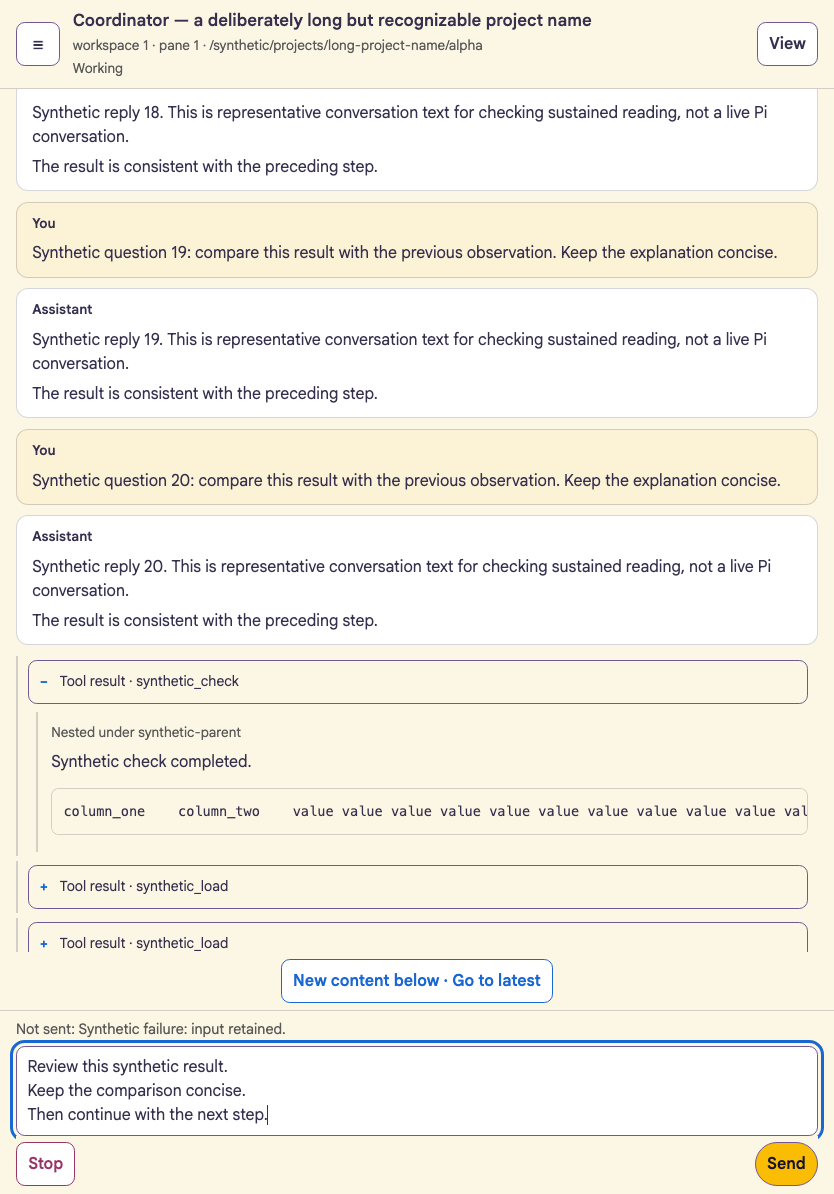 ≡
Coordinator — a deliberately long but recognizable project name
workspace 1 · pane 1 · /synthetic/projects/long-project-name/alpha
Working
View
Synthetic reply 18. This is representative conversation text for checking sustained reading, not a live Pi
conversation.
The result is consistent with the preceding step.
You
Synthetic question 19: compare this result with the previous observation. Keep the explanation concise.
Assistant
Synthetic reply 19. This is representative conversation text for checking sustained reading, not a live Pi
conversation.
The result is consistent with the preceding step.
You
Synthetic question 20: compare this result with the previous observation. Keep the explanation concise.
Assistant
Synthetic reply 20. This is representative conversation text for checking sustained reading, not a live Pi
conversation.
The result is consistent with the preceding step.
− Tool result · synthetic_check
Nested under synthetic-parent
Synthetic check completed.
column_one    column_two    value value value value value value value value value value val
+ Tool result · synthetic_load
+ Tool result · synthetic_load
New content below · Go to latest
Not sent: Synthetic failure: input retained.
Review this synthetic result.
Keep the comparison concise.
Then continue with the next step.
Stop
Send